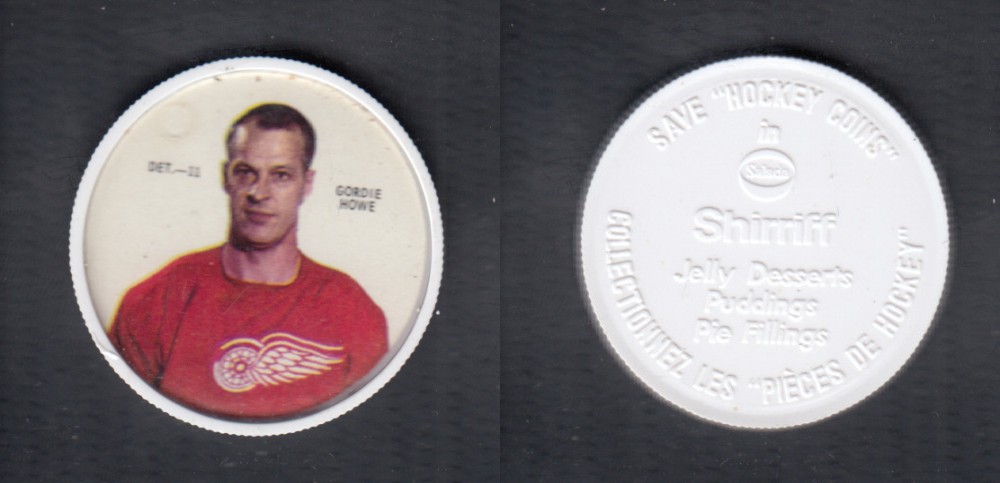 DET.—11
GORDIE
HOWE
SAVE "HOCKEY COINS"
in
Shirriff
Shirriff
Jelly Desserts
Puddings
Pie Fillings
COLLECTIONNEZ LES "PIÈCES DE HOCKEY"